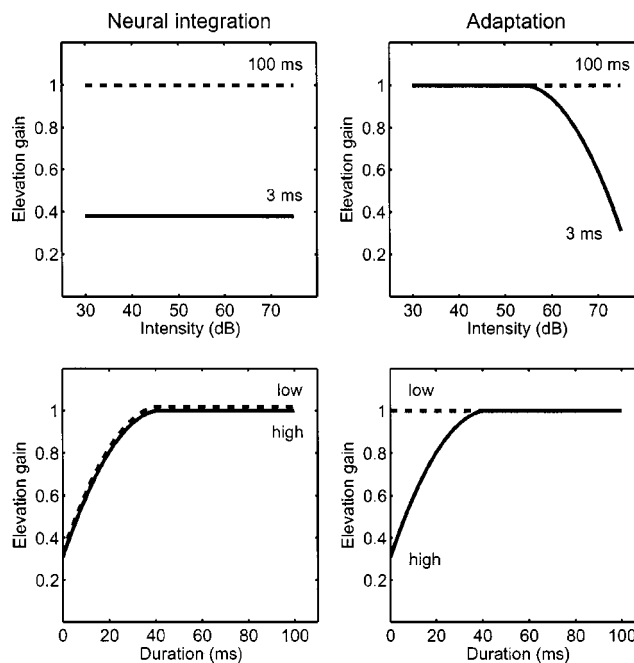 Neural integration
Adaptation
100 ms
1
0.8
0.6
0.4
0.2
3 ms
Elevation gain
30 40 50 60 70
Intensity (dB)
100 ms
1
0.8
0.6
0.4
0.2
3 ms
Elevation gain
30 40 50 60 70
Intensity (dB)
low
high
1
0.8
0.6
0.4
0.2
Elevation gain
0 20 40 60 80 100
Duration (ms)
low
high
1
0.8
0.6
0.4
0.2
Elevation gain
0 20 40 60 80 100
Duration (ms)